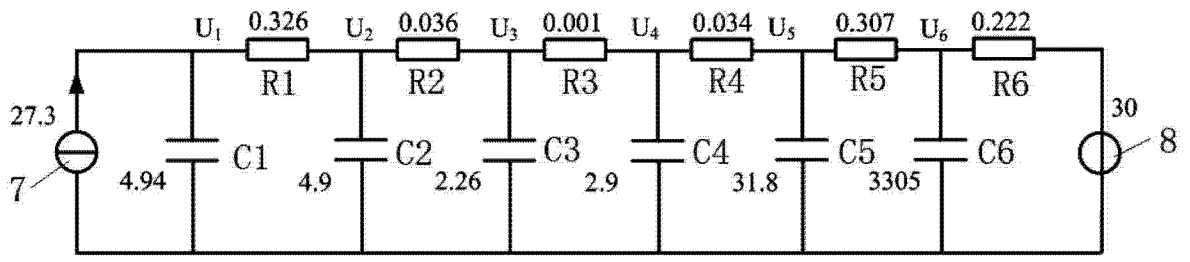 U1 0.326 U2 0.036 U3 0.001 U4 0.034 U5 0.307 U6 0.222
R1 R2 R3 R4 R5 R6
27.3 30
7 C1 C2 C3 C4 C5 C6 8
4.94 4.9 2.26 2.9 31.8 3305